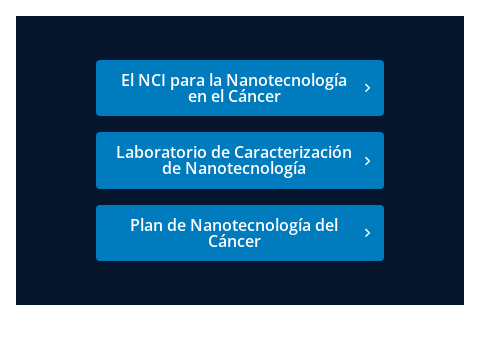 El NCI para la Nanotecnología
en el Cáncer
Laboratorio de Caracterización
de Nanotecnología
Plan de Nanotecnología del
Cáncer